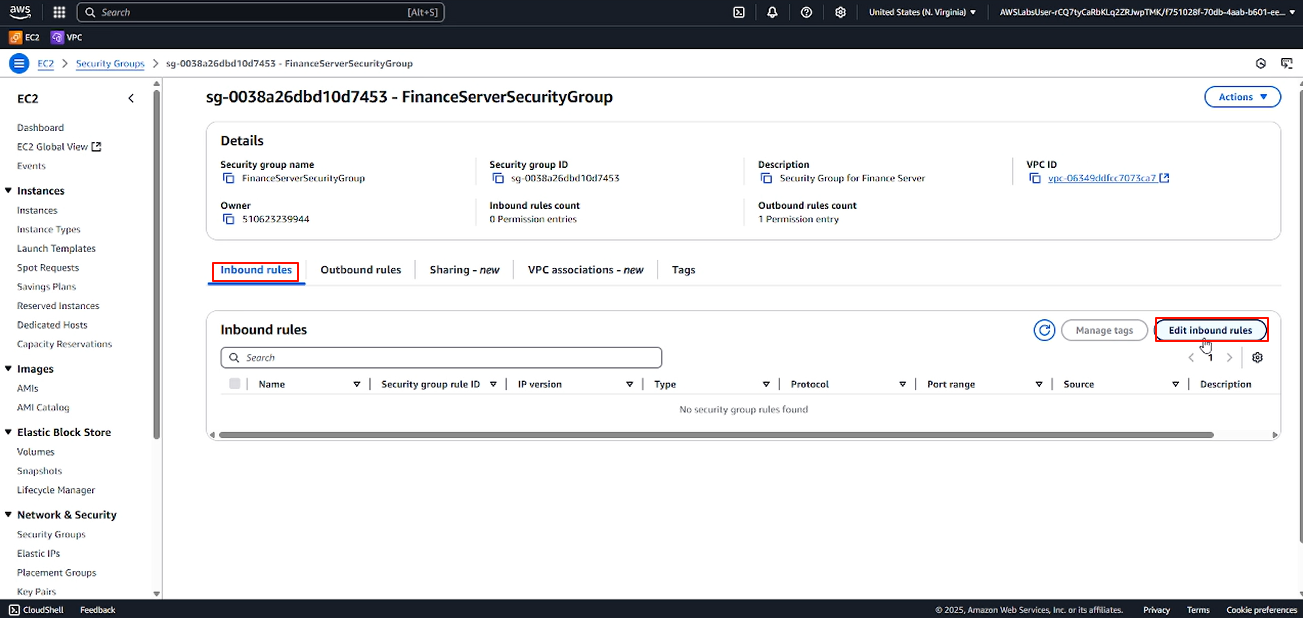 aws
Search [Alt+S]
United States (N. Virginia)
AWSLabsUser-rCQ7tyCaRbKLq2ZRJwpTMK/f751028f-70db-4aab-b601-ee...
EC2
VPC
EC2 > Security Groups > sg-0038a26dbd10d7453 - FinanceServerSecurityGroup
EC2
Dashboard
EC2 Global View
Events
Instances
Instances
Instance Types
Launch Templates
Spot Requests
Savings Plans
Reserved Instances
Dedicated Hosts
Capacity Reservations
Images
AMIs
AMI Catalog
Elastic Block Store
Volumes
Snapshots
Lifecycle Manager
Network & Security
Security Groups
Elastic IPs
Placement Groups
Key Pairs
sg-0038a26dbd10d7453 - FinanceServerSecurityGroup
Actions
Details
Security group name
FinanceServerSecurityGroup
Security group ID
sg-0038a26dbd10d7453
Description
Security Group for Finance Server
VPC ID
vpc-06349ddfcc7073ca7
Owner
510623239944
Inbound rules count
0 Permission entries
Outbound rules count
1 Permission entry
Inbound rules
Outbound rules
Sharing - new
VPC associations - new
Tags
Inbound rules
Manage tags
Edit inbound rules
Search
1
Name
Security group rule ID
IP version
Type
Protocol
Port range
Source
Description
No security group rules found
CloudShell
Feedback
© 2025, Amazon Web Services, Inc. or its affiliates.
Privacy
Terms
Cookie preferences